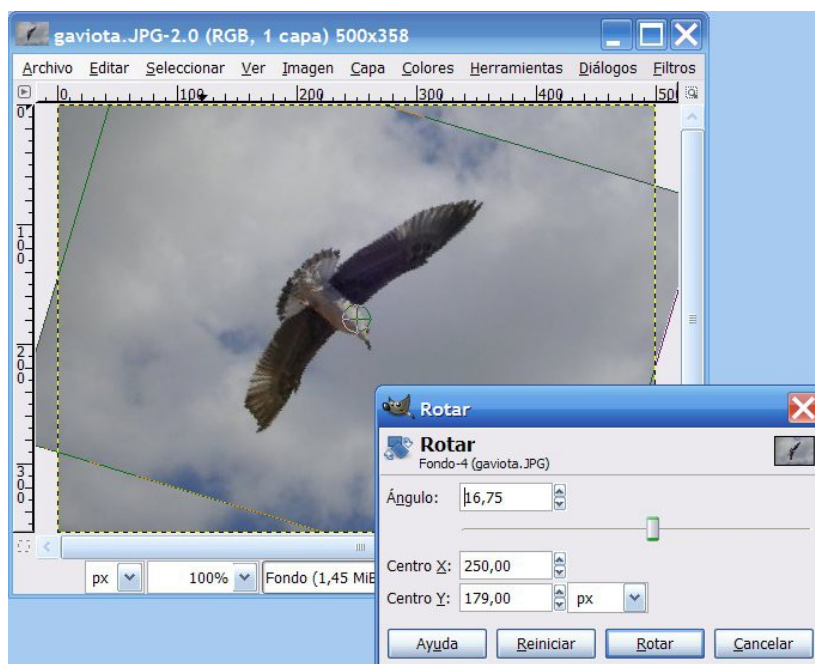 gaviota.JPG-2.0 (RGB, 1 capa) 500x358
Archivo Editar Seleccionar Ver Imagen Capa Colores Herramientas Diálogos Filtros
0 100 200 300 400 500
0
100
200
300
px 100% Fondo (1,45 MiB
Rotar
Rotar
Fondo-4 (gaviota.JPG)
Ángulo: 16,75
Centro X: 250,00
Centro Y: 179,00 px
Ayuda Reiniciar Rotar Cancelar